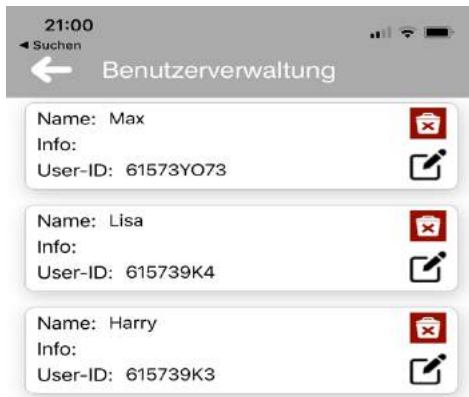 21:00
Suchen
Benutzerverwaltung
Name: Max
Info:
User-ID: 61573YO73
Name: Lisa
Info:
User-ID: 615739K4
Name: Harry
Info:
User-ID: 615739K3